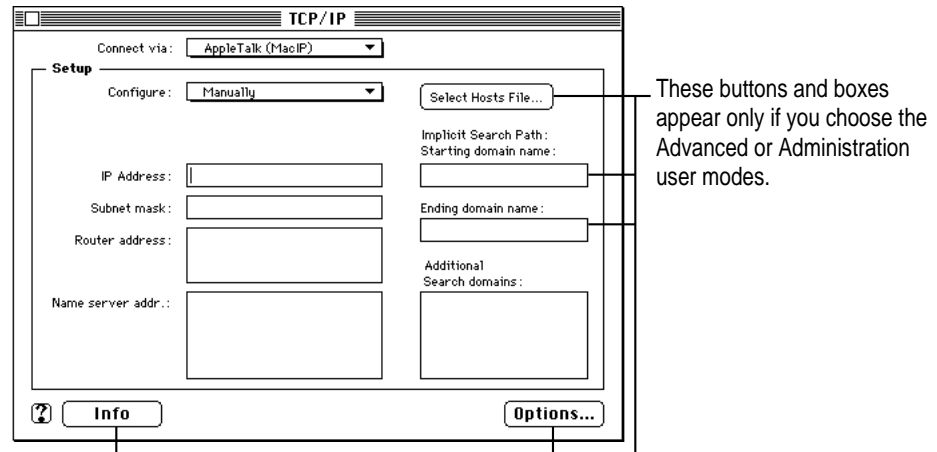 TCP/IP
Connect via: AppleTalk (MacIP)
Setup
Configure: Manually
Select Hosts File...
These buttons and boxes
appear only if you choose the
Advanced or Administration
user modes.
Implicit Search Path:
Starting domain name:
IP Address:
Subnet mask:
Ending domain name:
Router address:
Additional
Search domains:
Name server addr.:
?
Info
Options...